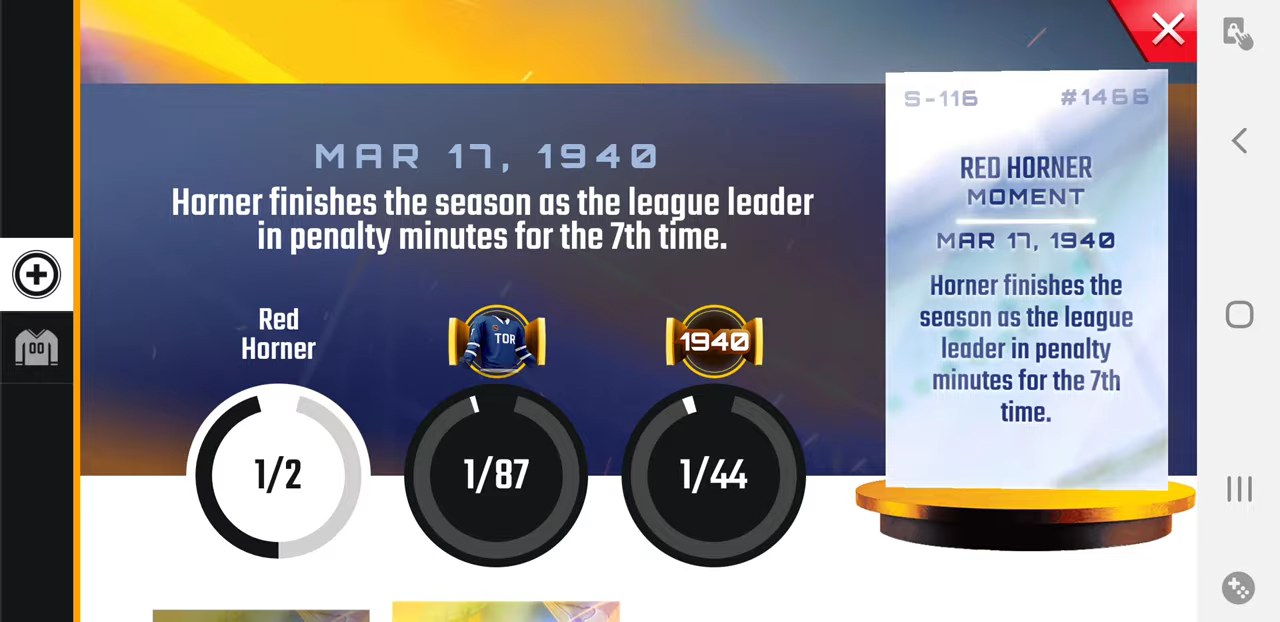 MAR 17, 1940
Horner finishes the season as the league leader
in penalty minutes for the 7th time.
Red
Horner
TOR
1940
1/2
1/87
1/44
00
S-116 #1466
RED HORNER
MOMENT
MAR 17, 1940
Horner finishes the
season as the league
leader in penalty
minutes for the 7th
time.